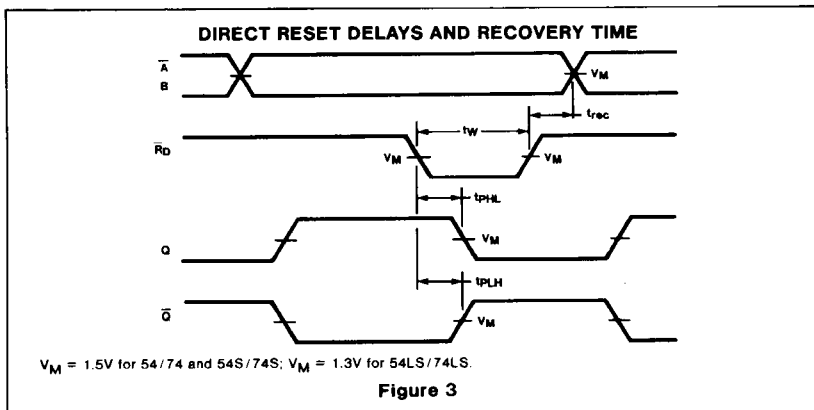 DIRECT RESET DELAYS AND RECOVERY TIME
A̅
B
VM
trec
tW
R̅D
VM
VM
tPHL
Q
VM
tPLH
Q̅
VM
VM = 1.5V for 54/74 and 54S/74S; VM = 1.3V for 54LS/74LS.
Figure 3